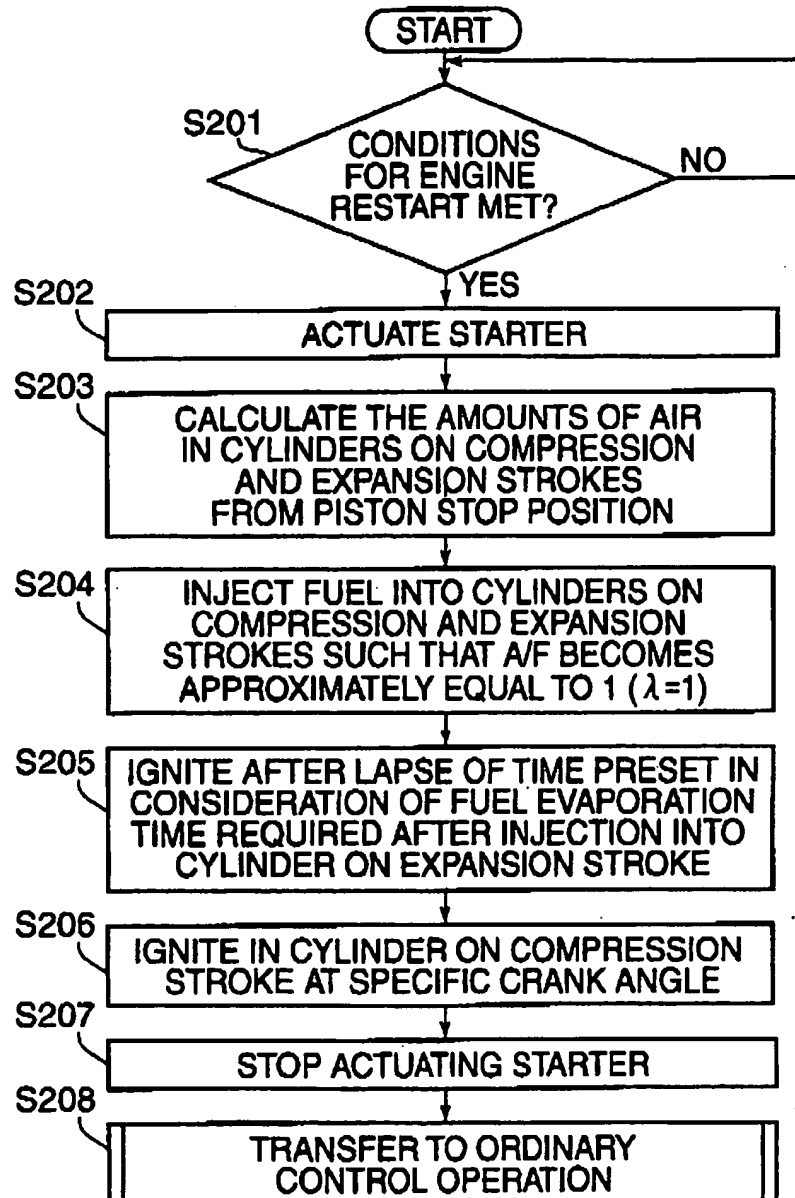 START
S201
CONDITIONS
FOR ENGINE
RESTART MET?
NO
YES
S202
ACTUATE STARTER
S203
CALCULATE THE AMOUNTS OF AIR
IN CYLINDERS ON COMPRESSION
AND EXPANSION STROKES
FROM PISTON STOP POSITION
S204
INJECT FUEL INTO CYLINDERS ON
COMPRESSION AND EXPANSION
STROKES SUCH THAT A/F BECOMES
APPROXIMATELY EQUAL TO 1 (λ=1)
S205
IGNITE AFTER LAPSE OF TIME PRESET IN
CONSIDERATION OF FUEL EVAPORATION
TIME REQUIRED AFTER INJECTION INTO
CYLINDER ON EXPANSION STROKE
S206
IGNITE IN CYLINDER ON COMPRESSION
STROKE AT SPECIFIC CRANK ANGLE
S207
STOP ACTUATING STARTER
S208
TRANSFER TO ORDINARY
CONTROL OPERATION